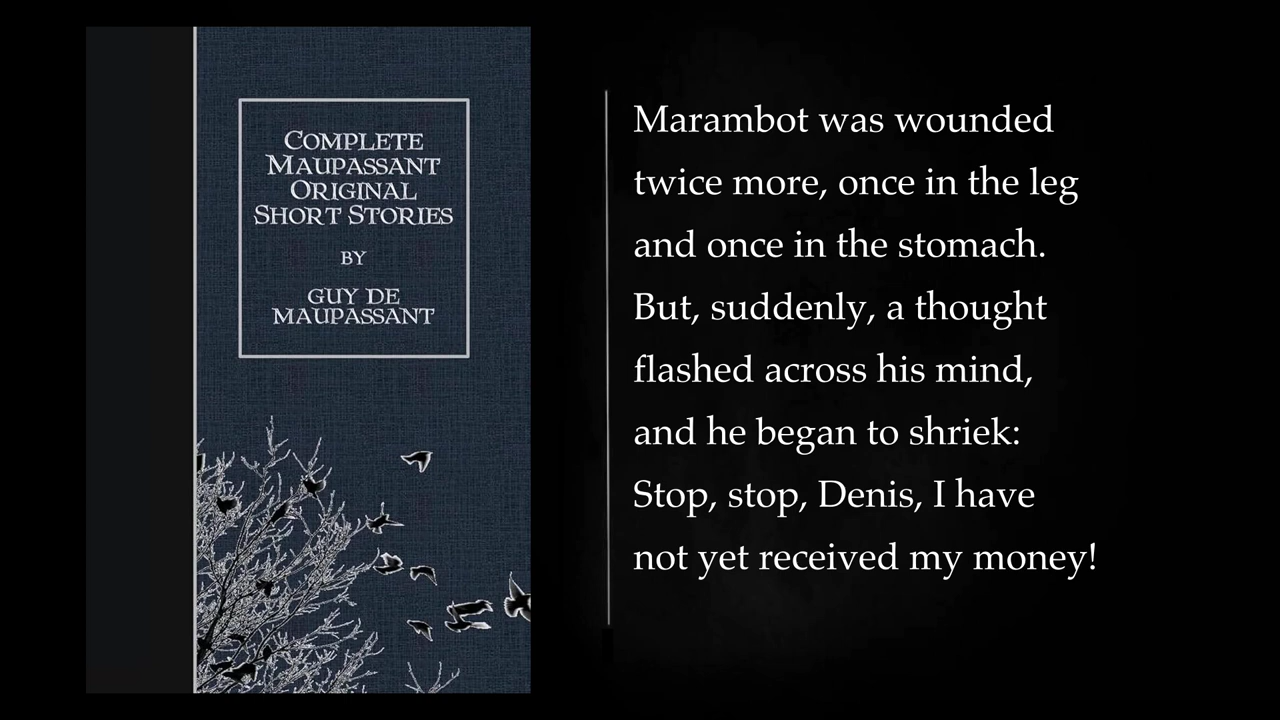 COMPLETE
MAUPASSANT
ORIGINAL
SHORT STORIES
BY
GUY DE
MAUPASSANT
Marambot was wounded
twice more, once in the leg
and once in the stomach.
But, suddenly, a thought
flashed across his mind,
and he began to shriek:
Stop, stop, Denis, I have
not yet received my money!